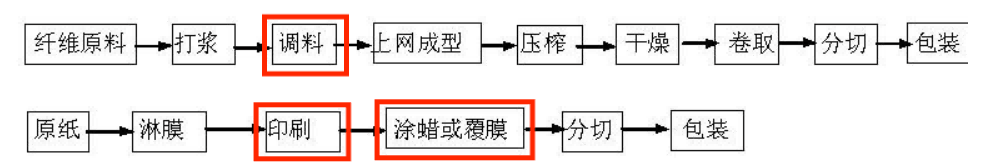 纤维原料 打浆 调料 上网成型 压榨 干燥 卷取 分切 包装
原纸 淋膜 印刷 涂蜡或覆膜 分切 包装